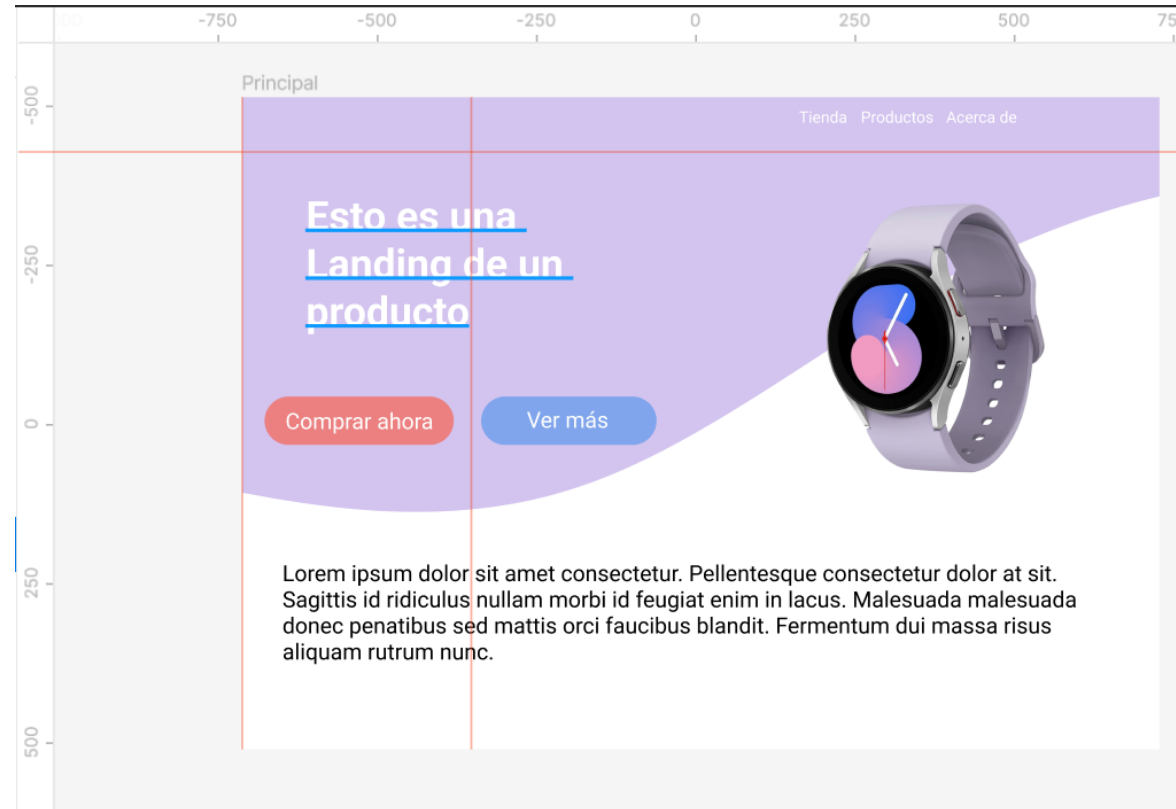 -750 -500 -250 0 250 500 75
Principal
-500
Tienda Productos Acerca de
Esto es una
-250
Landing de un
producto
0
Comprar ahora Ver más
Lorem ipsum dolor sit amet consectetur. Pellentesque consectetur dolor at sit.
250
Sagittis id ridiculus nullam morbi id feugiat enim in lacus. Malesuada malesuada
donec penatibus sed mattis orci faucibus blandit. Fermentum dui massa risus
aliquam rutrum nunc.
500